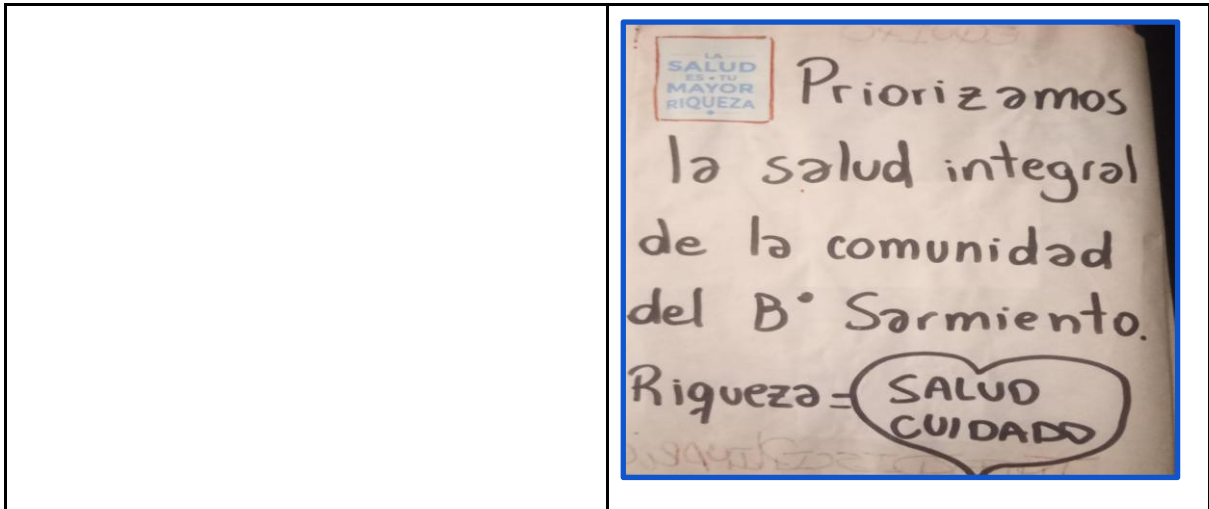 LA
SALUD
ES • TU
MAYOR
RIQUEZA
Priorizamos
la salud integral
de la comunidad
del B° Sarmiento.
Riqueza = SALUD
CUIDADO